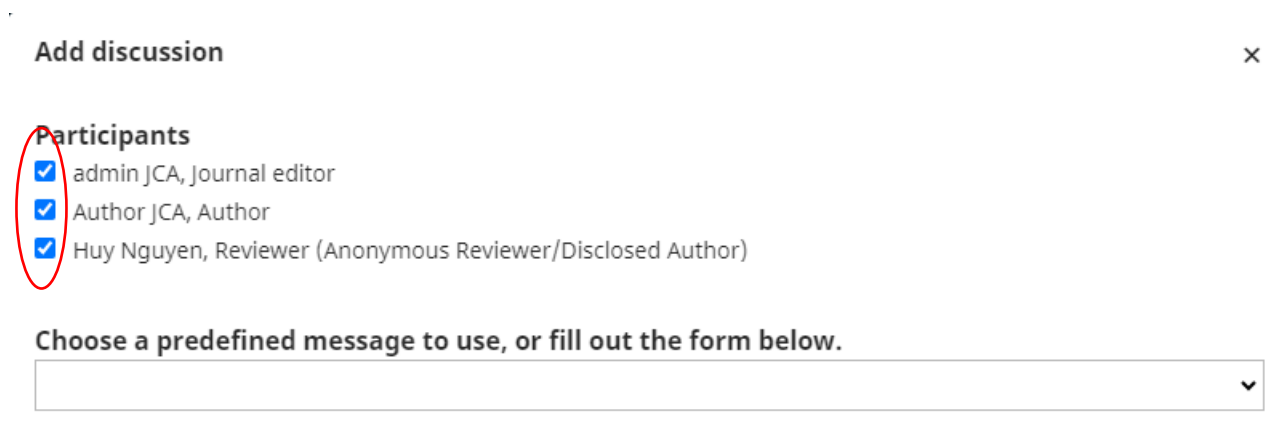 Add discussion
Participants
admin JCA, Journal editor
Author JCA, Author
Huy Nguyen, Reviewer (Anonymous Reviewer/Disclosed Author)
Choose a predefined message to use, or fill out the form below.